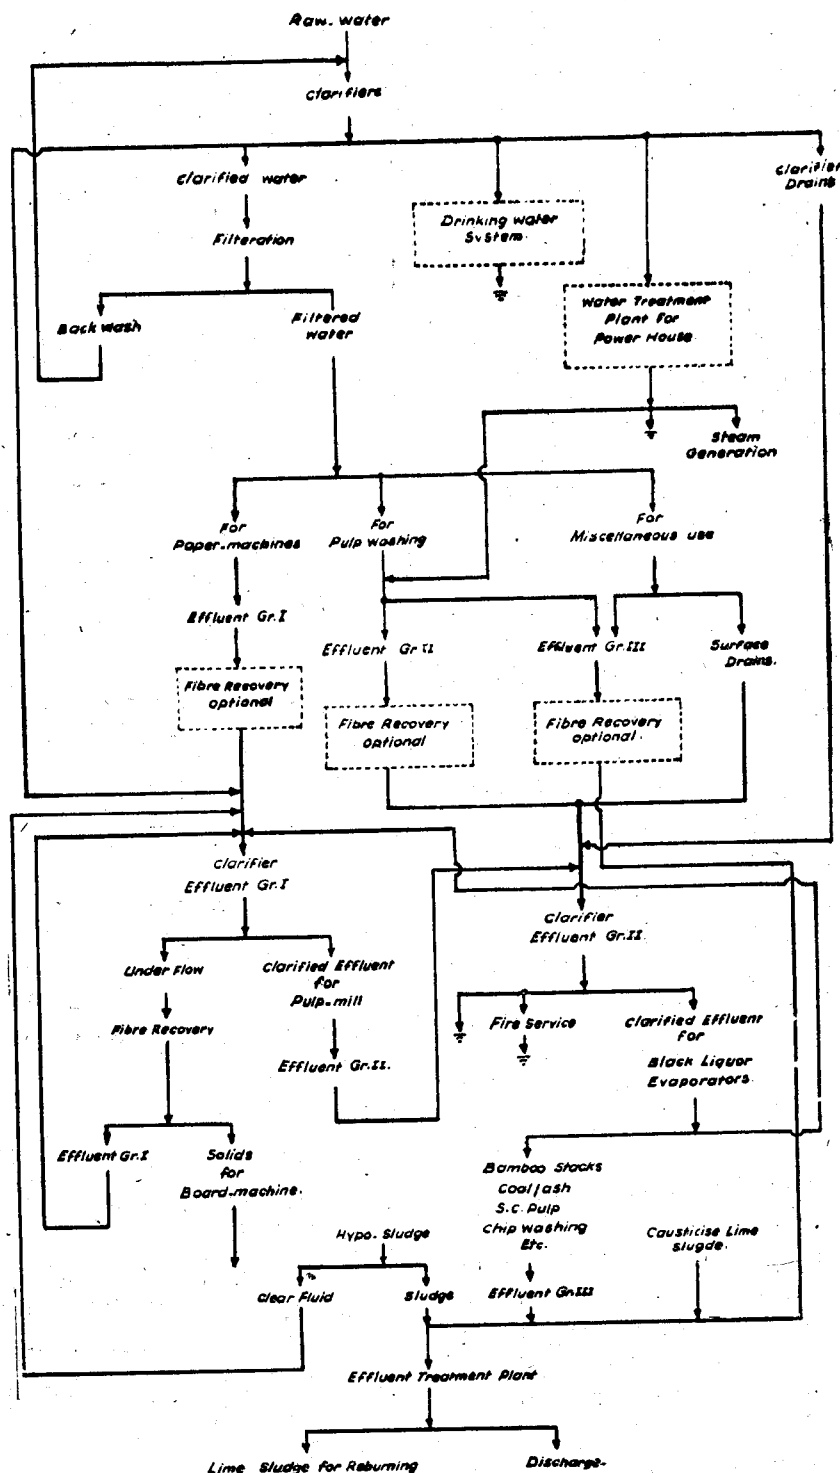 Raw. water
Clarifiers
Clarified water
Clarifier
Drains
Drinking water
System.
Filteration
Back wash
Filtered
water
Water Treatment
Plant for
Power House
Steam
Generation
For
Paper-machines
For
Pulp washing
For
Miscellaneous use
Effluent Gr.I
Effluent Gr.II
Effluent Gr.III
Surface
Drains.
Fibre Recovery
optional
Fibre Recovery
Optional
Fibre Recovery
optional
Clarifier
Effluent Gr.I
Clarifier
Effluent Gr.II
Under Flow
Clarified Effluent
for
Pulp-mill
Fire Service
Clarified Effluent
for
Black Liquor
Evaporators.
Fibre Recovery
Effluent Gr.II.
Effluent Gr.I
Solids
for
Board-machine.
Bamboo Stacks
Coal/ash
S.C. Pulp
Chip washing
Etc.
Hypo. Sludge
Causticise Lime
Slugde.
Clear Fluid
Sludge
Effluent Gr.III
Effluent Treatment Plant
Lime Sludge for Reburning
Discharge.